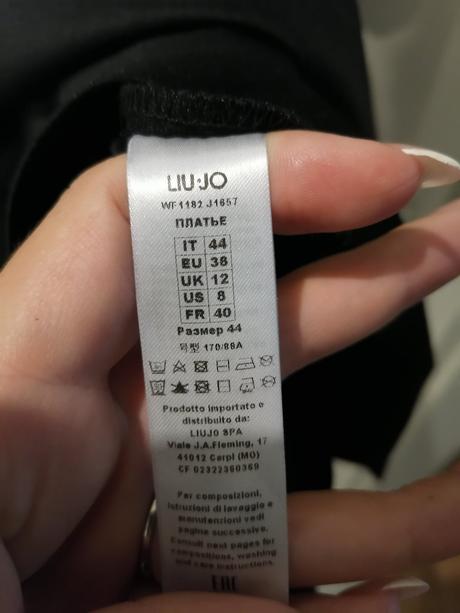 LIU·JO
WF1182 J1657
ПЛАТЬЕ
IT 44
EU 38
UK 12
US 8
FR 40
Размер 44
号型 170/88A
Prodotto importato e
distribuito da:
LIUJO SPA
Viale J.A.Fleming, 17
41012 Carpi (MO)
CF 02322360369
Per composizioni,
istruzioni di lavaggio e
manutenzioni vedi
pagine successive.
Consult next pages for
compositions, washing
and care instructions.
EAC